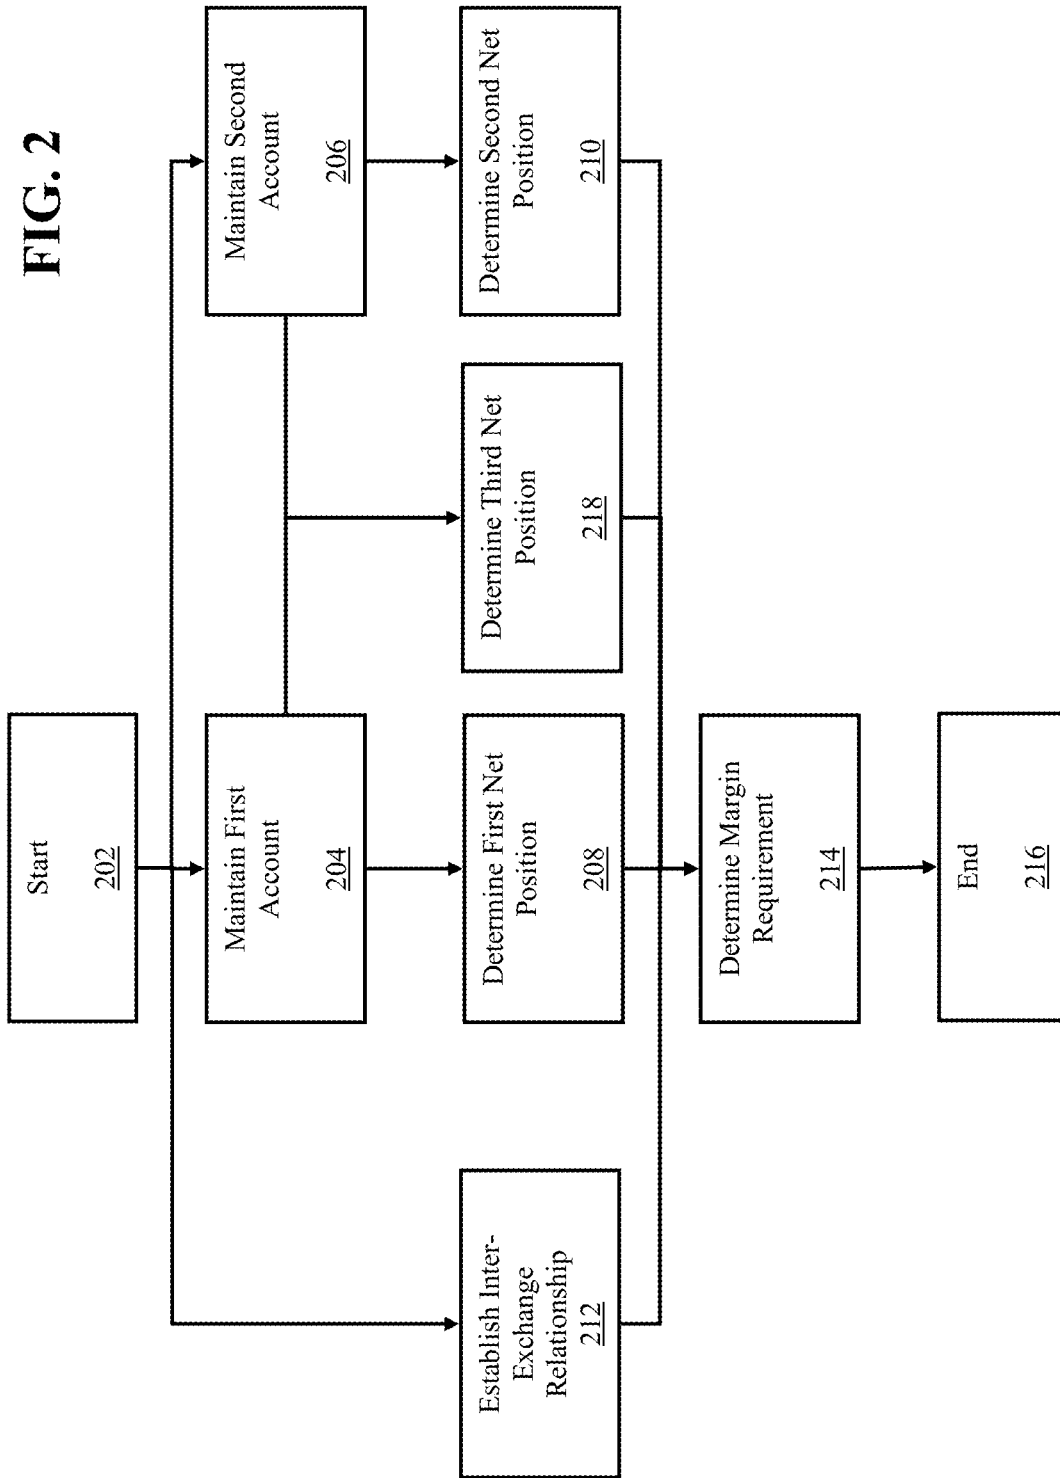 FIG. 2
Start
202
Maintain First
Account
204
Maintain Second
Account
206
Establish Inter-
Exchange
Relationship
212
Determine First Net
Position
208
Determine Third Net
Position
218
Determine Second Net
Position
210
Determine Margin
Requirement
214
End
216